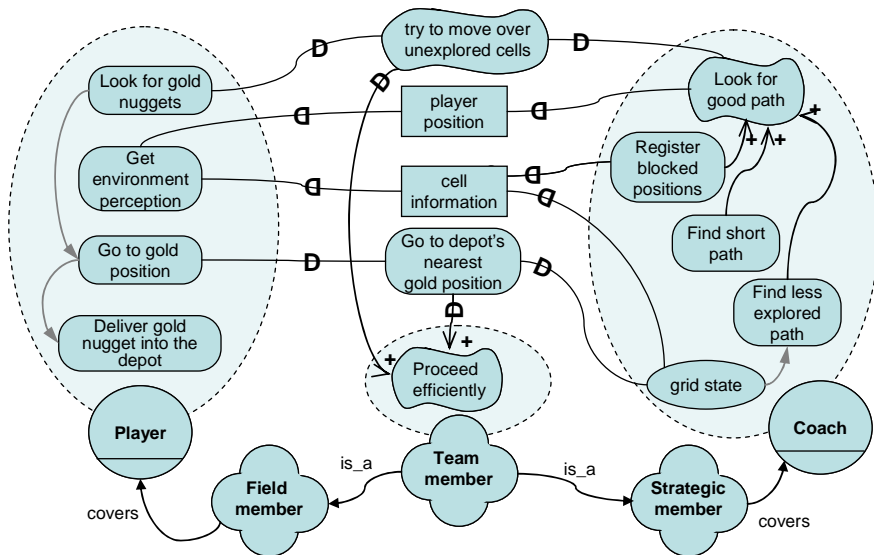 try to move over
unexplored cells
D
D
D
Look for gold
nuggets
Look for
good path
player
position
D
D
+
+
+
Get
environment
perception
Register
blocked
positions
D
D
cell
information
D
Find short
path
Go to gold
position
D
Go to depot's
nearest
gold position
D
D
Find less
explored
path
Deliver gold
nugget into the
depot
+
+
Proceed
efficiently
grid state
Player
Coach
Team
member
is_a
is_a
Field
member
Strategic
member
covers
covers